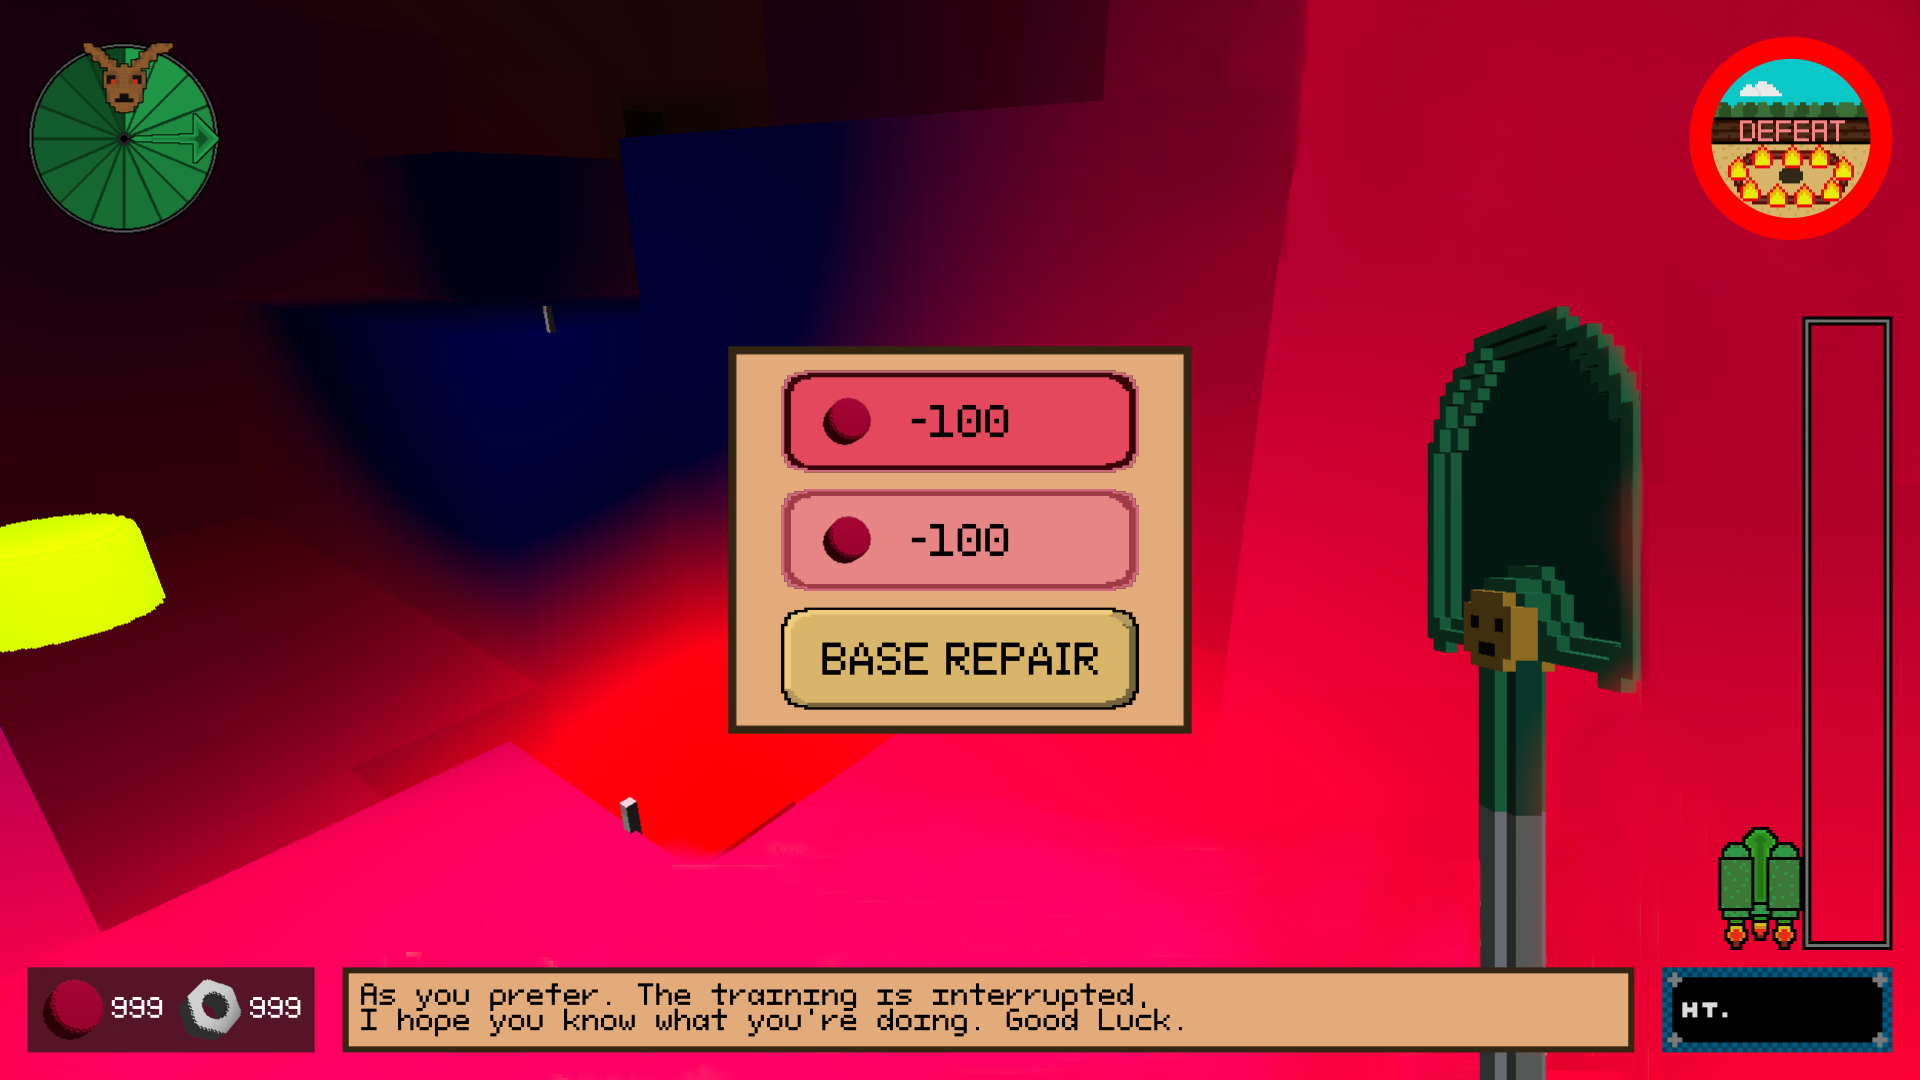 DEFEAT
-100
-100
BASE REPAIR
999 999
As you prefer. The training is interrupted.
I hope you know what you're doing. Good Luck.
HT.